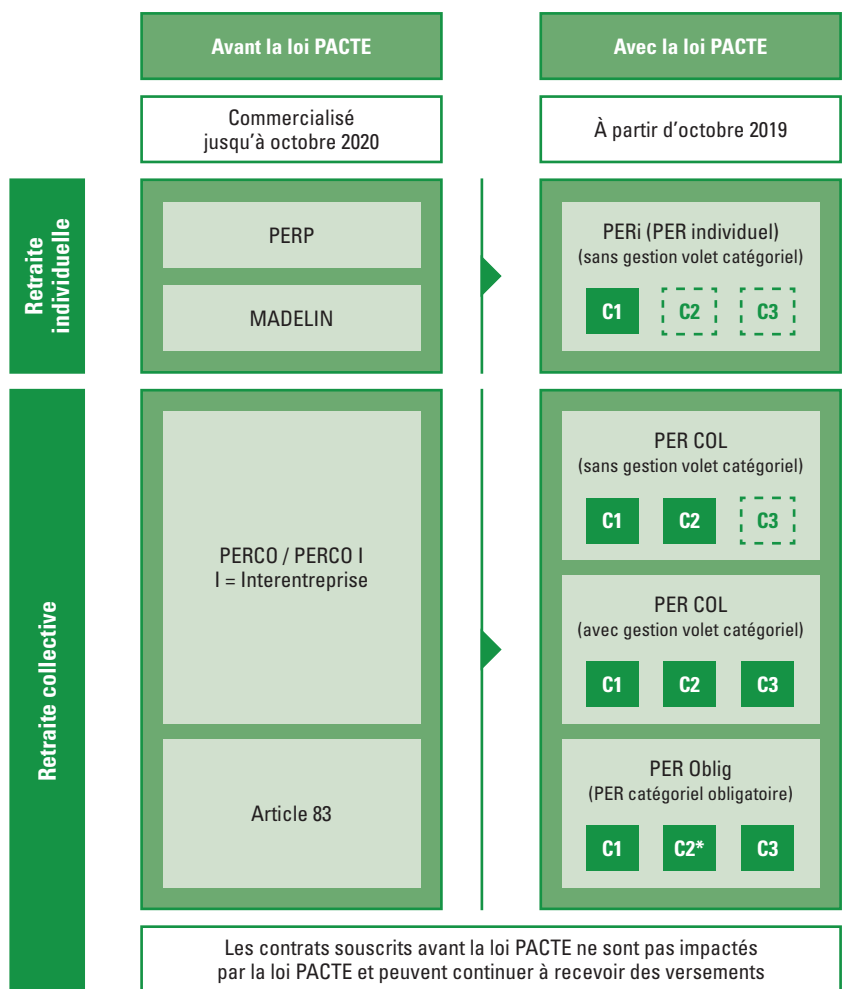 Avant la loi PACTE
Avec la loi PACTE
Commercialisé
jusqu'à octobre 2020
À partir d'octobre 2019
Retraite
individuelle
PERP
MADELIN
PERi (PER individuel)
(sans gestion volet catégoriel)
C1 C2 C3
Retraite collective
PERCO / PERCO I
I = Interentreprise
Article 83
PER COL
(sans gestion volet catégoriel)
C1 C2 C3
PER COL
(avec gestion volet catégoriel)
C1 C2 C3
PER Oblig
(PER catégoriel obligatoire)
C1 C2* C3
Les contrats souscrits avant la loi PACTE ne sont pas impactés
par la loi PACTE et peuvent continuer à recevoir des versements